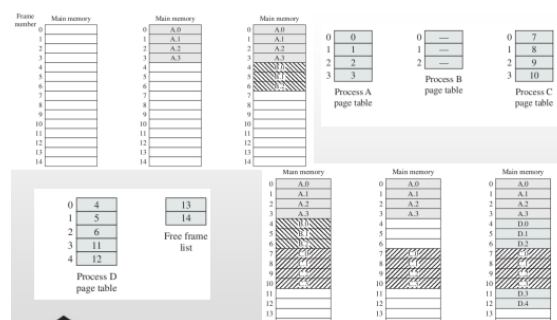 Frame
number
Main memory
0
1
2
3
4
5
6
7
8
9
10
11
12
13
14
Main memory
0 A.0
1 A.1
2 A.2
3 A.3
4
5
6
7
8
9
10
11
12
13
14
Main memory
0 A.0
1 A.1
2 A.2
3 A.3
4
5
6
7
8
9
10
11
12
13
14
0 0
1 1
2 2
3 3
Process A
page table
0 —
1 —
2 —
Process B
page table
0 7
1 8
2 9
3 10
Process C
page table
0 4
1 5
2 6
3 11
4 12
Process D
page table
13
14
Free frame
list
Main memory
0 A.0
1 A.1
2 A.2
3 A.3
4
5
6
7
8
9
10
11
12
13
Main memory
0 A.0
1 A.1
2 A.2
3 A.3
4
5
6
7
8
9
10
11
12
13
Main memory
0 A.0
1 A.1
2 A.2
3 A.3
4 D.0
5 D.1
6 D.2
7
8
9
10
11 D.3
12 D.4
13